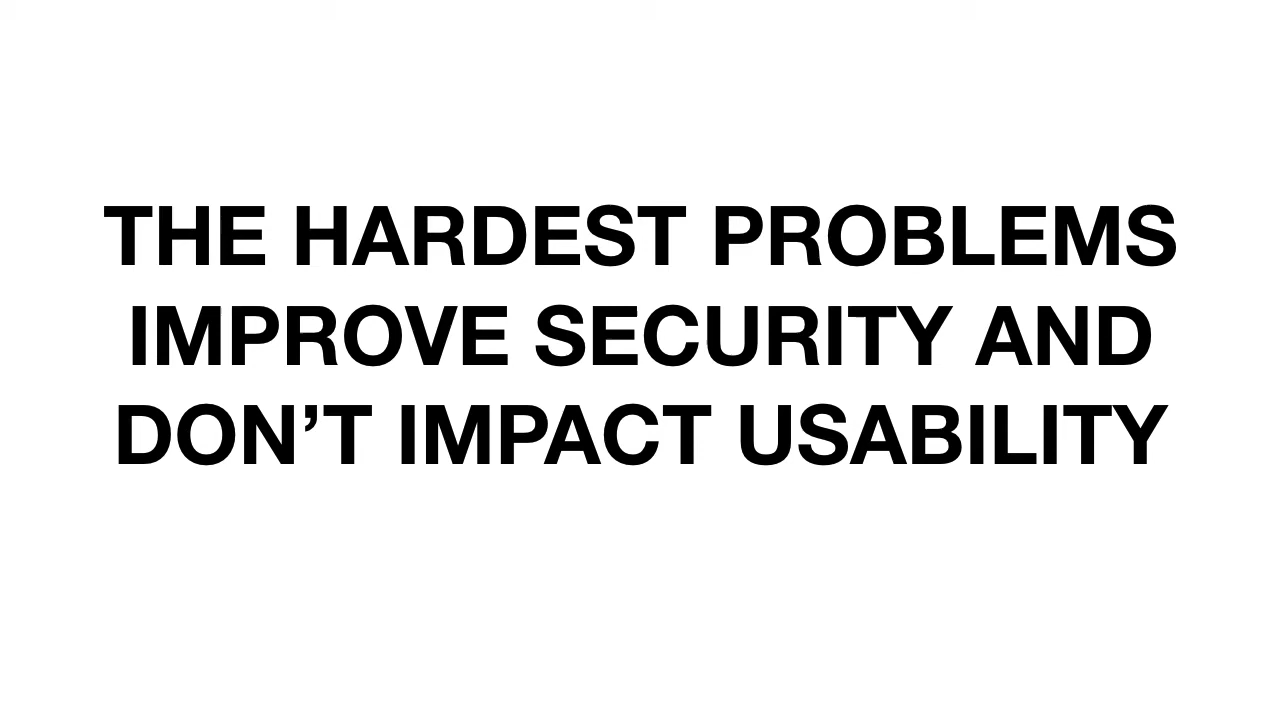 THE HARDEST PROBLEMS
IMPROVE SECURITY AND
DON’T IMPACT USABILITY